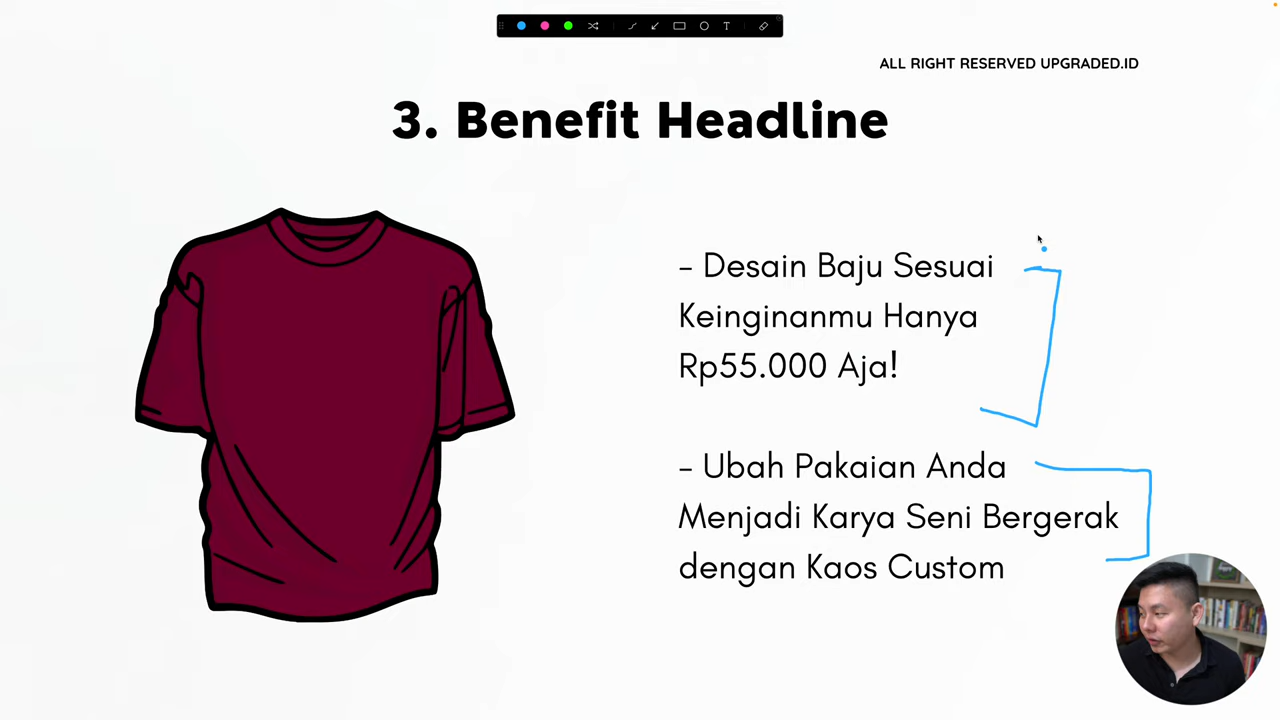 ALL RIGHT RESERVED UPGRADED.ID
3. Benefit Headline
- Desain Baju Sesuai
Keinginanmu Hanya
Rp55.000 Aja!
- Ubah Pakaian Anda
Menjadi Karya Seni Bergerak
dengan Kaos Custom